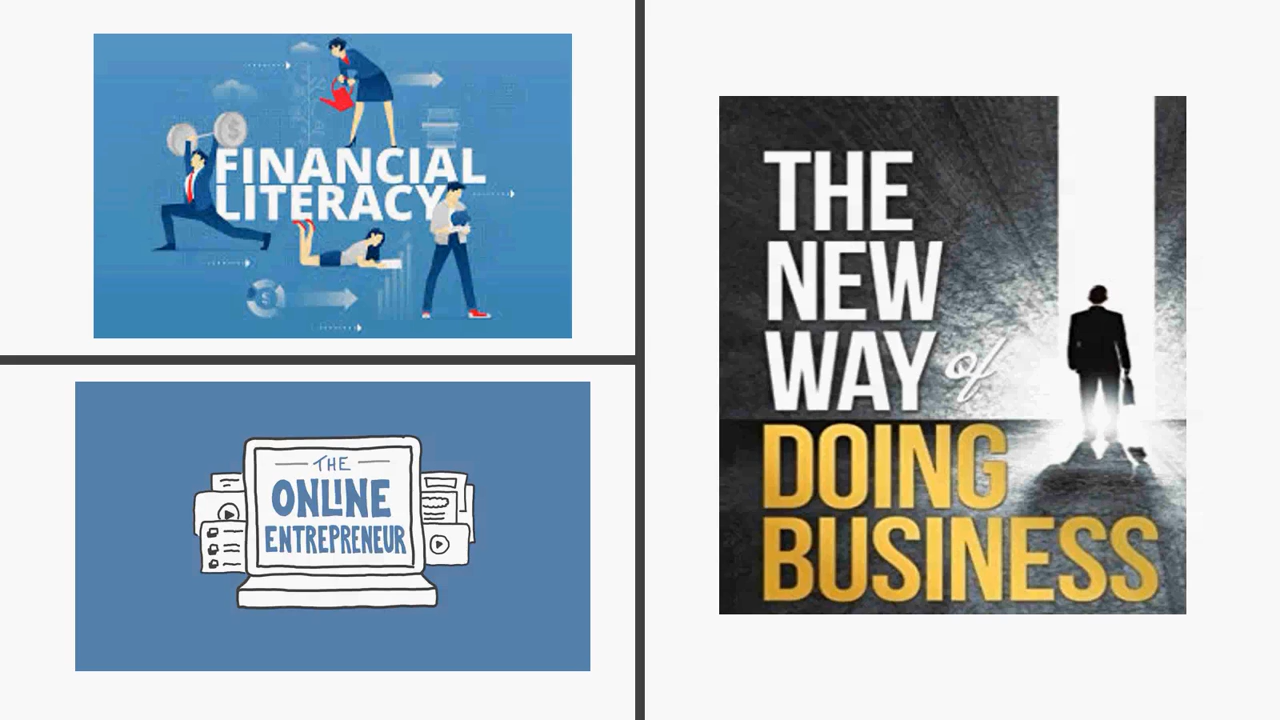 FINANCIAL
LITERACY
THE
ONLINE
ENTREPRENEUR
THE
NEW
WAY of
DOING
BUSINESS